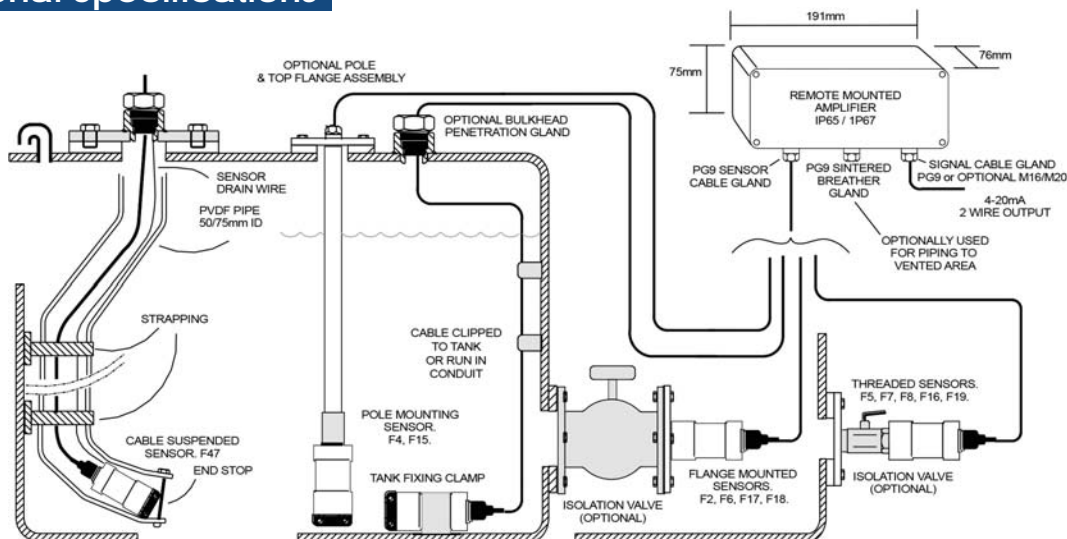 191mm
76mm
75mm
REMOTE MOUNTED
AMPLIFIER
IP65 / 1P67
OPTIONAL POLE
& TOP FLANGE ASSEMBLY
OPTIONAL BULKHEAD
PENETRATION GLAND
PG9 SENSOR
CABLE GLAND
PG9 SINTERED
BREATHER
GLAND
SIGNAL CABLE GLAND
PG9 or OPTIONAL M16/M20
4-20mA
2 WIRE OUTPUT
OPTIONALLY USED
FOR PIPING TO
VENTED AREA
SENSOR
DRAIN WIRE
PVDF PIPE
50/75mm ID
STRAPPING
CABLE CLIPPED
TO TANK
OR RUN IN
CONDUIT
THREADED SENSORS.
F5, F7, F8, F16, F19.
POLE MOUNTING
SENSOR.
F4, F15.
CABLE SUSPENDED
SENSOR. F47
END STOP
TANK FIXING CLAMP
FLANGE MOUNTED
SENSORS.
F2, F6, F17, F18.
ISOLATION VALVE
(OPTIONAL)
ISOLATION VALVE
(OPTIONAL)